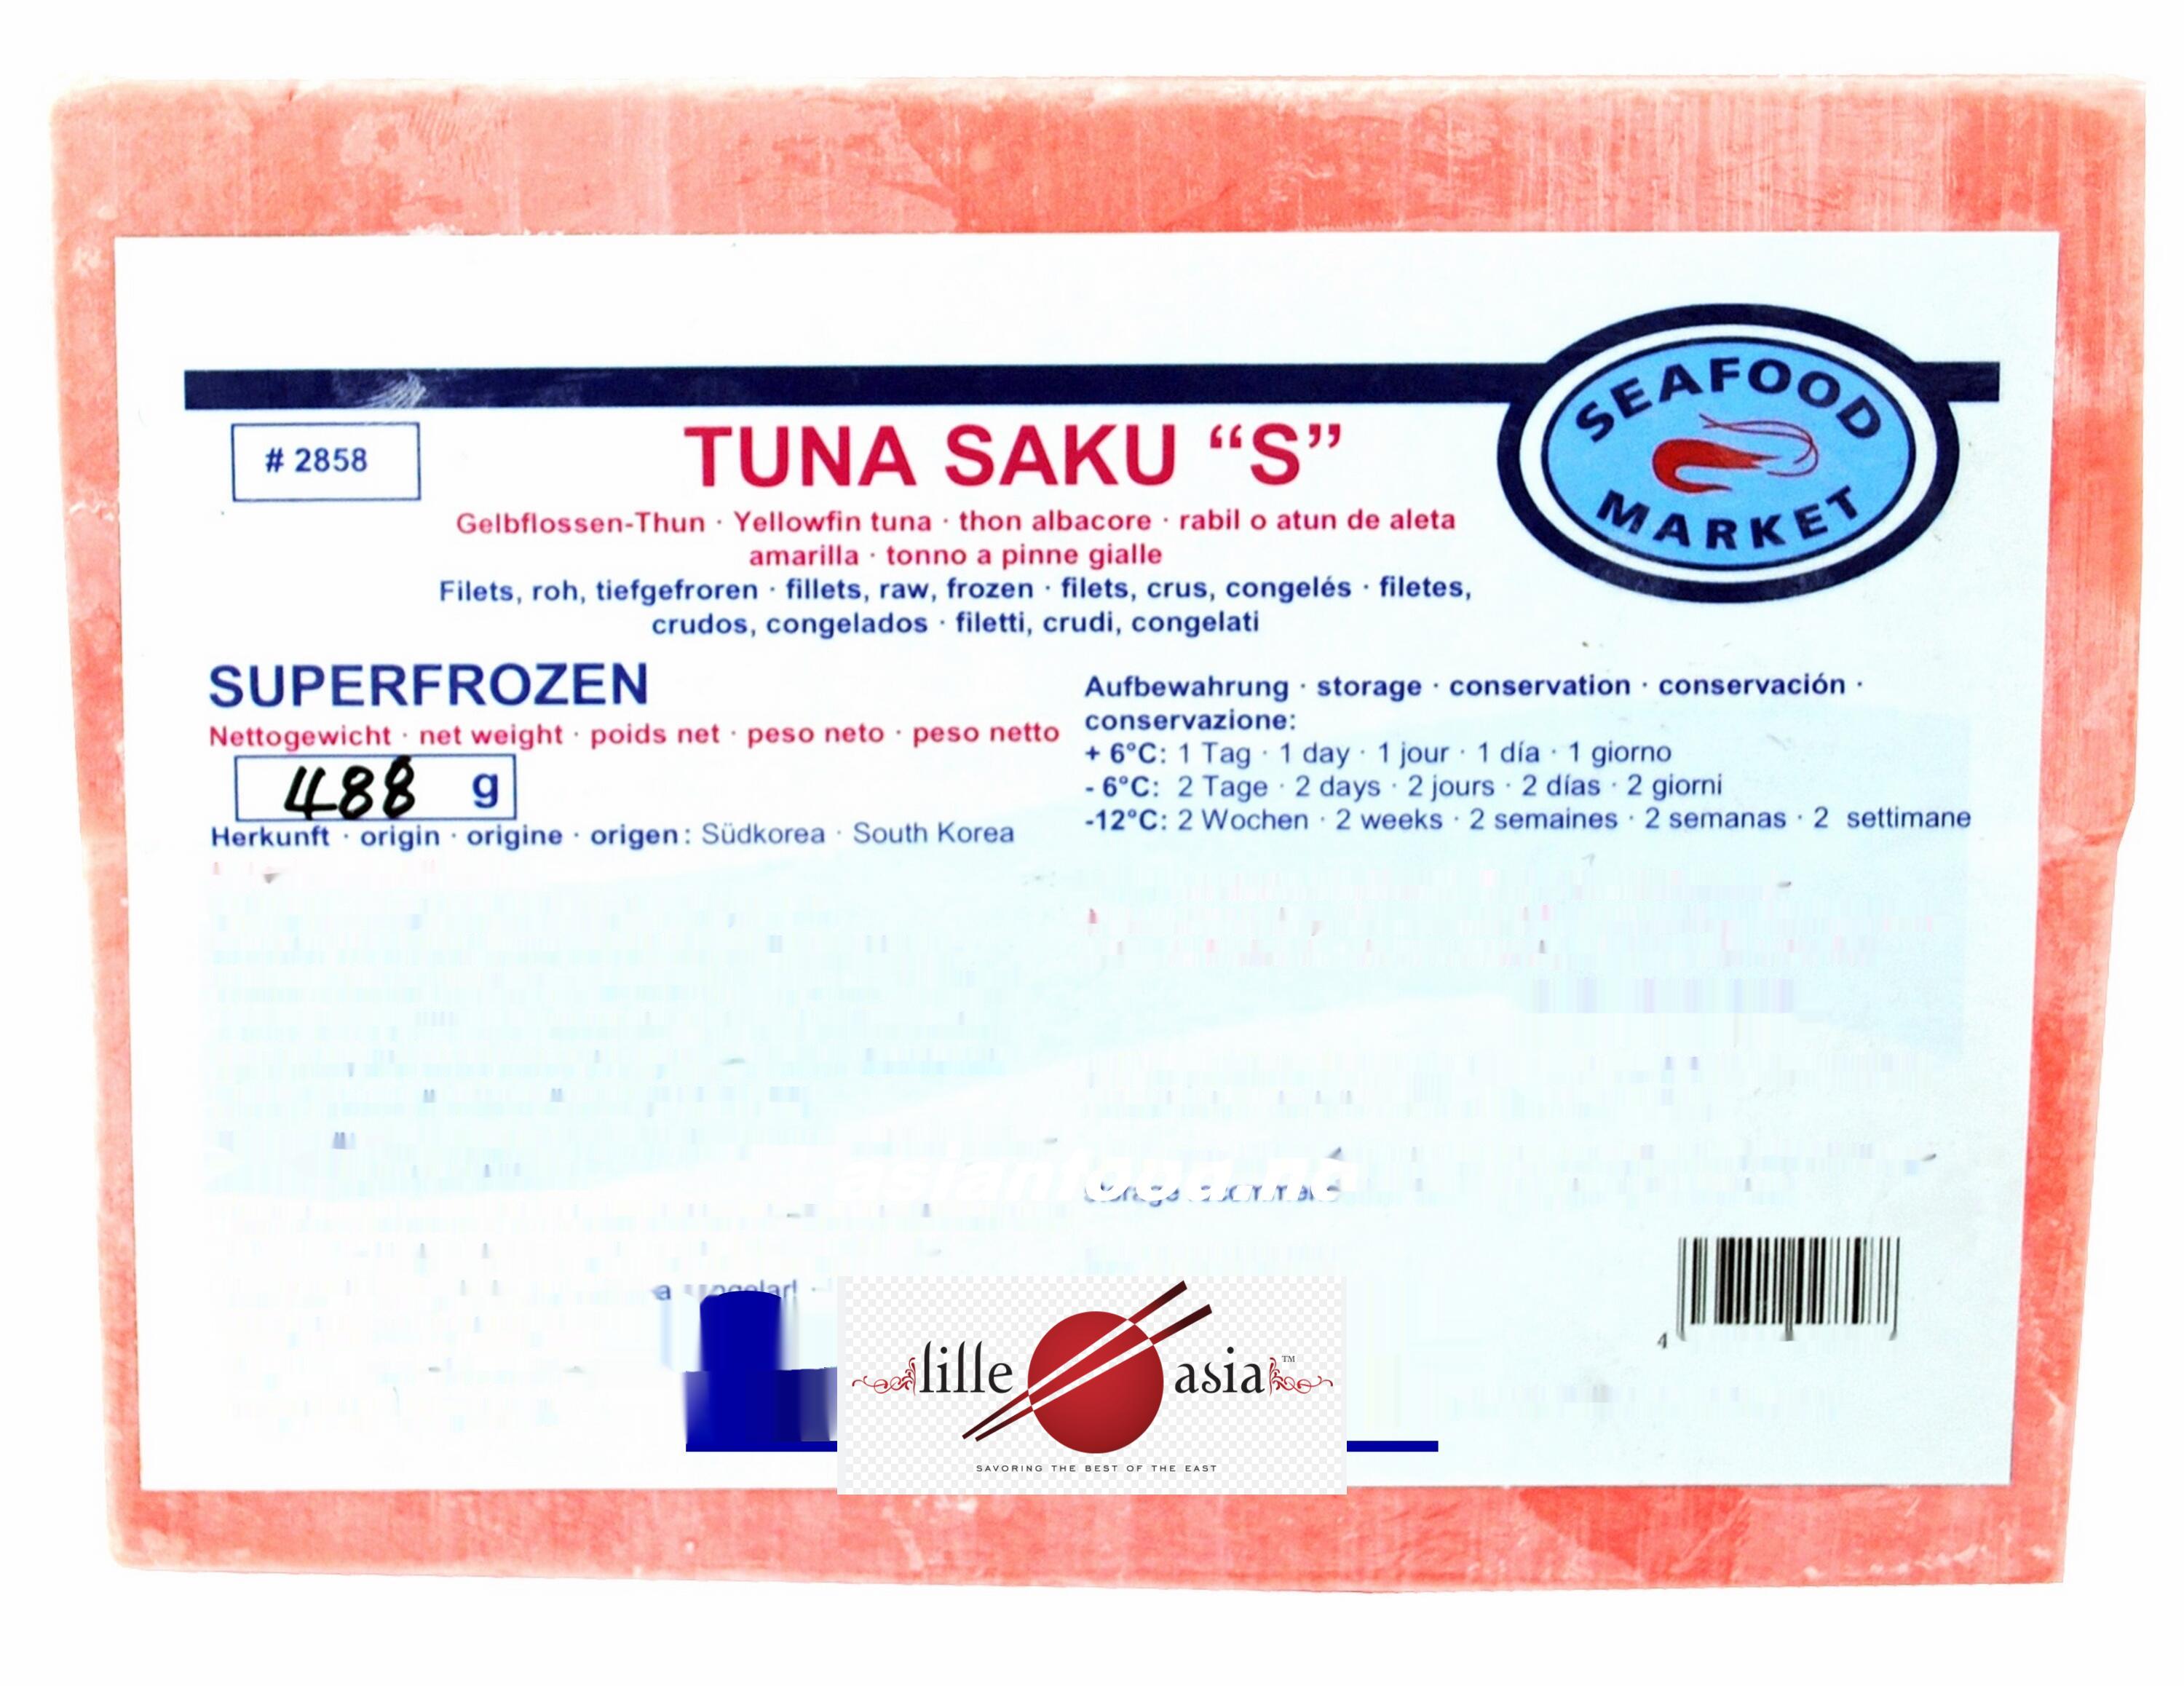 SEAFOOD
MARKET
# 2858
TUNA SAKU “S”
Gelbflossen-Thun · Yellowfin tuna · thon albacore · rabil o atun de aleta
amarilla · tonno a pinne gialle
Filets, roh, tiefgefroren · fillets, raw, frozen · filets, crus, congelés · filetes,
crudos, congelados · filetti, crudi, congelati
SUPERFROZEN
Nettogewicht · net weight · poids net · peso neto · peso netto
488 g
Herkunft · origin · origine · origen: Südkorea · South Korea
Aufbewahrung · storage · conservation · conservación ·
conservazione:
+ 6°C: 1 Tag · 1 day · 1 jour · 1 día · 1 giorno
- 6°C: 2 Tage · 2 days · 2 jours · 2 días · 2 giorni
-12°C: 2 Wochen · 2 weeks · 2 semaines · 2 semanas · 2 settimane
4
lille asia™
SAVORING THE BEST OF THE EAST